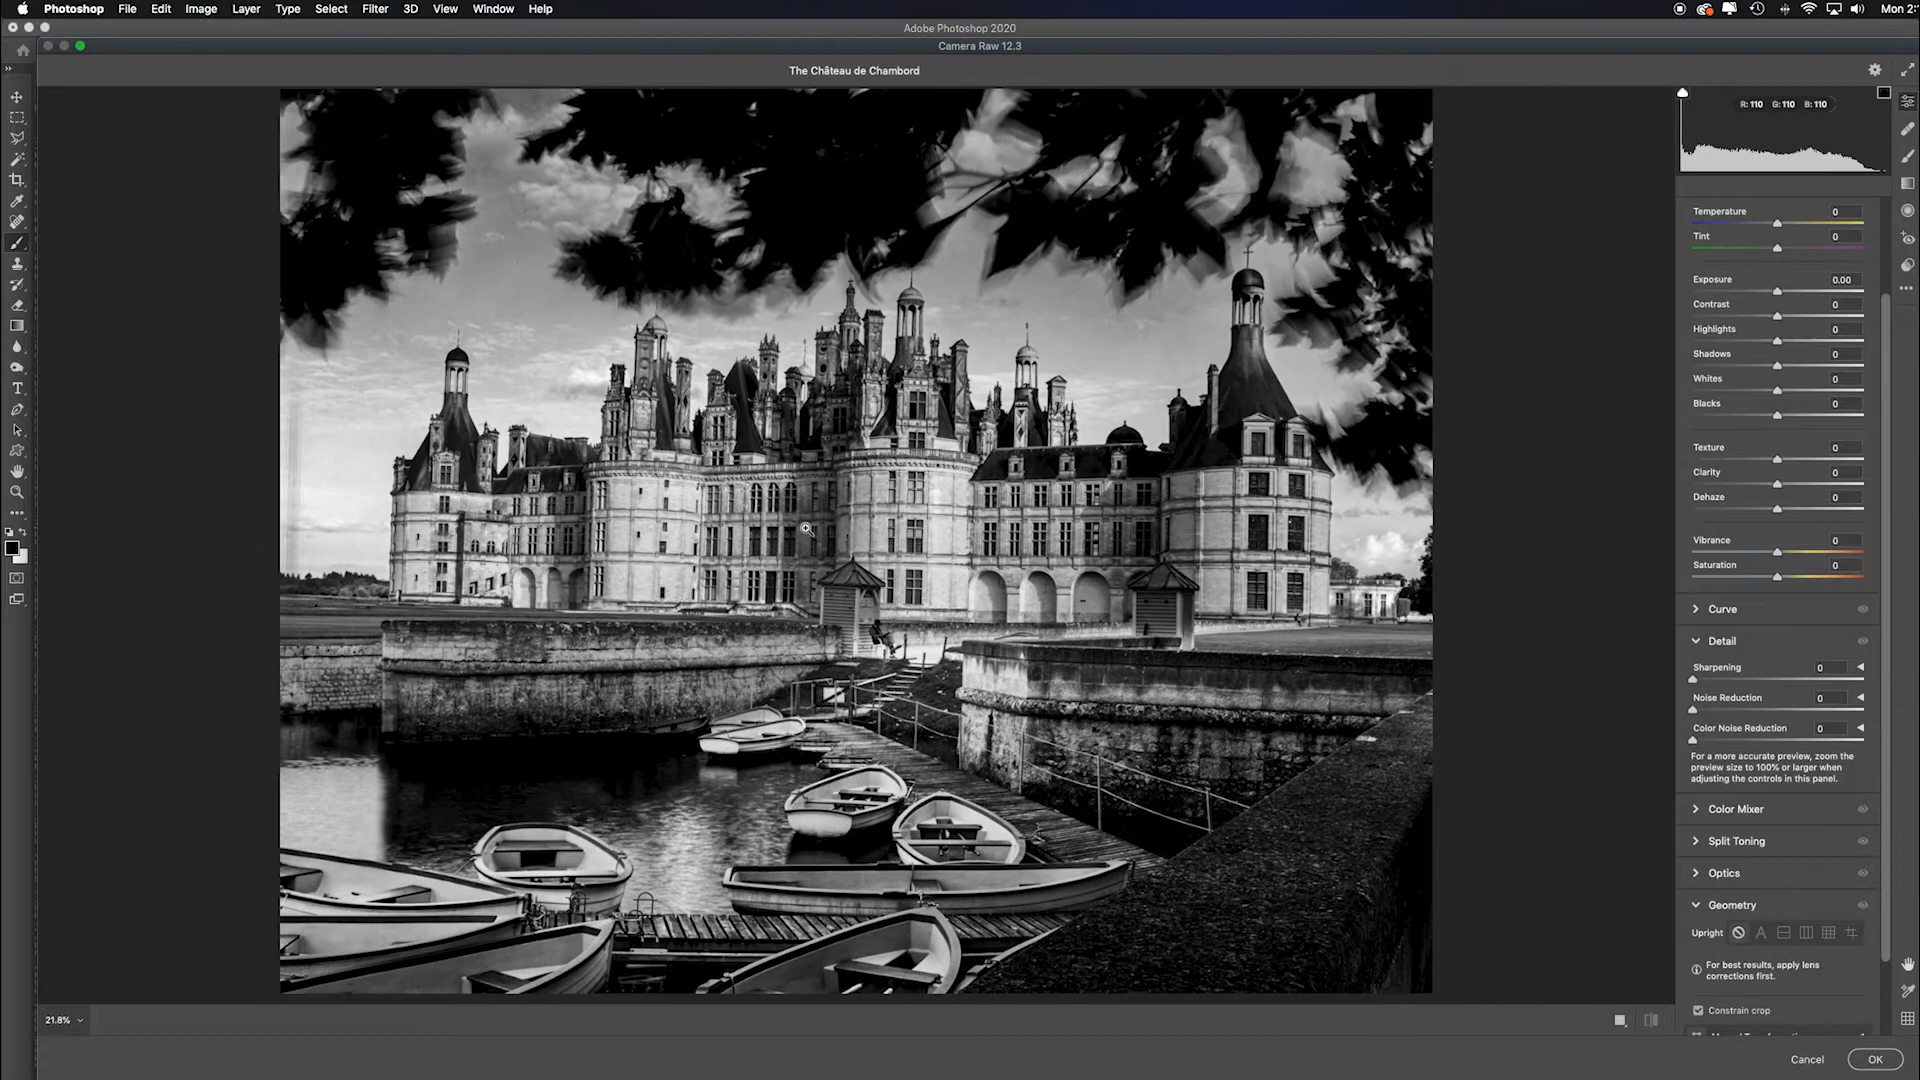 Photoshop File Edit Image Layer Type Select Filter 3D View Window Help Mon 2:
Adobe Photoshop 2020
Camera Raw 12.3
The Château de Chambord
R: 110 G: 110 B: 110
Temperature 0
Tint 0
Exposure 0.00
Contrast 0
Highlights 0
Shadows 0
Whites 0
Blacks 0
Texture 0
Clarity 0
Dehaze 0
Vibrance 0
Saturation 0
Curve
Detail
Sharpening 0
Noise Reduction 0
Color Noise Reduction 0
For a more accurate preview, zoom the
preview size to 100% or larger when
adjusting the controls in this panel.
Color Mixer
Split Toning
Optics
Geometry
Upright A
For best results, apply lens
corrections first.
Constrain crop
21.8%
Cancel OK